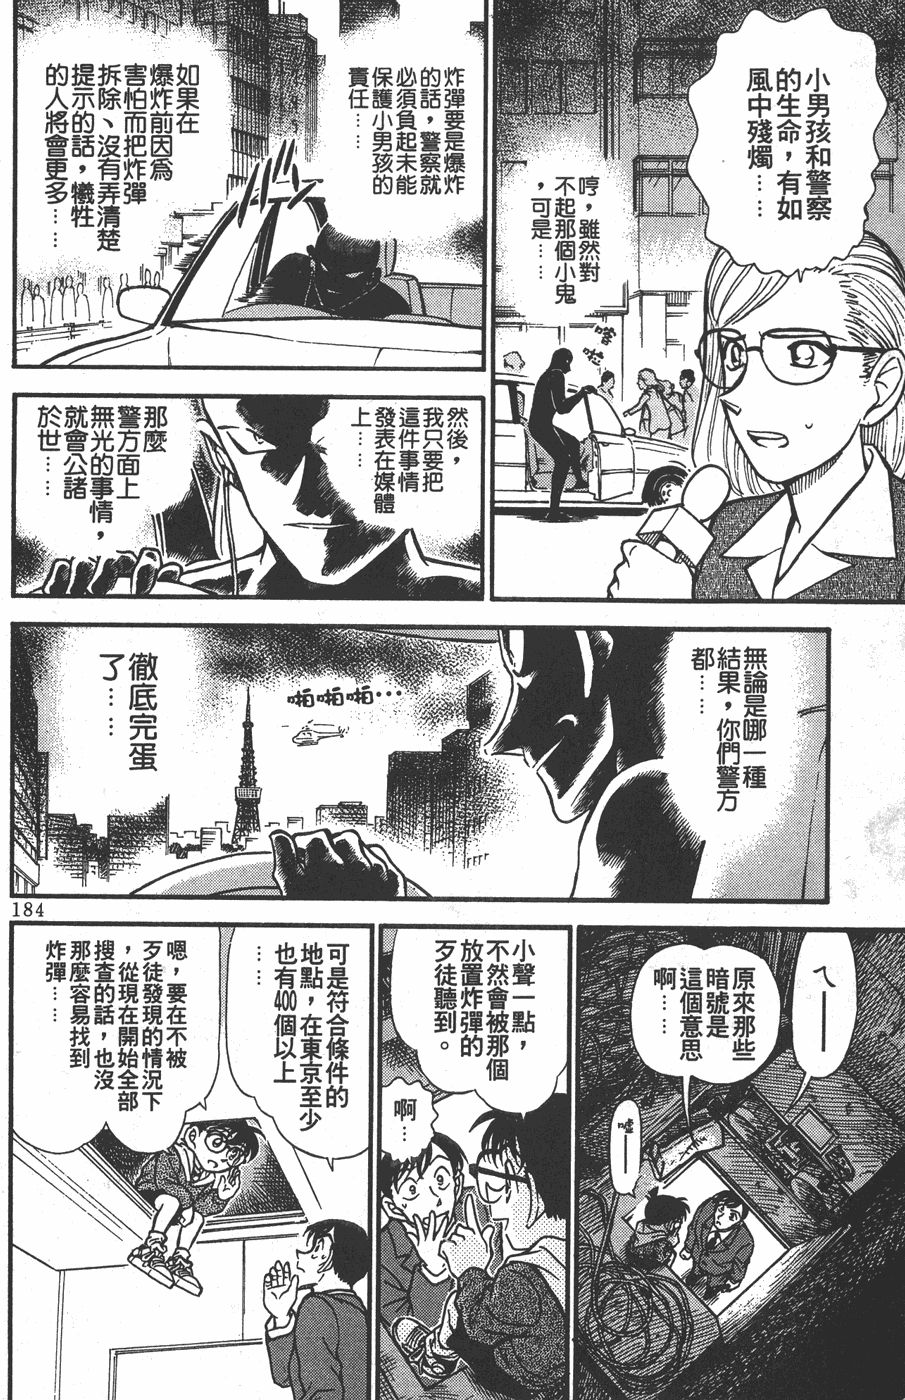 小男孩和警察
的生命，有如
風中殘燭…
哼，雖然對
不起那個小鬼
，可是……
喀
啦
炸彈要是爆炸
的話，警察就
必須負起未能
保護小男孩的
責任…
如果在
爆炸前因為
害怕而把炸彈
拆除、沒有弄清楚
提示的話，犧牲
的人將會更多……
然後，
我只要把
這件事情
發表在媒體
上…
那麼
警方面上
無光的事情，
就會公諸
於世……
無論是哪一種
結果，你們警方
都……
啪啪啪…
徹底完蛋
了……
184
ㄟ——
原來那些
暗號是
這個意思
啊……
噓——
小聲一點，
不然會被那個
放置炸彈的
歹徒聽到。
啊…
可是符合條件的
地點，在東京至少
也有400個以上
……
嗯，要在不被
歹徒發現的情況下
，從現在開始全部
搜查的話，也沒
那麼容易找到
炸彈…